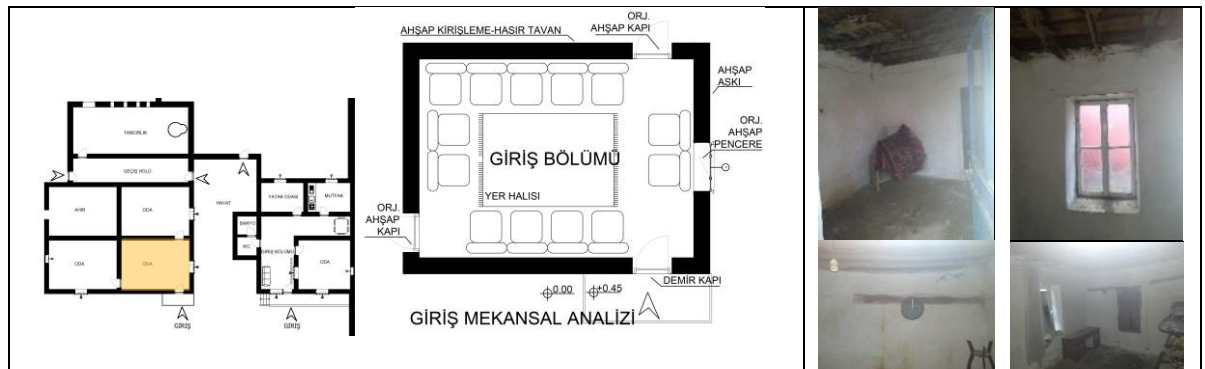 TANDIRLIK
GEÇİŞ HOLÜ
AHIR
ODA
HAYAT
YATAK ODASI
MUTFAK
BANYO
WC
GİRİŞ BÖLÜMÜ
ODA
ODA
ODA
GİRİŞ
GİRİŞ
AHŞAP KİRİŞLEME-HASIR TAVAN
ORJ.
AHŞAP KAPI
AHŞAP
ASKI
ORJ.
AHŞAP
PENCERE
GİRİŞ BÖLÜMÜ
YER HALISI
ORJ.
AHŞAP
KAPI
DEMİR KAPI
0.00
+0.45
GİRİŞ MEKANSAL ANALİZİ